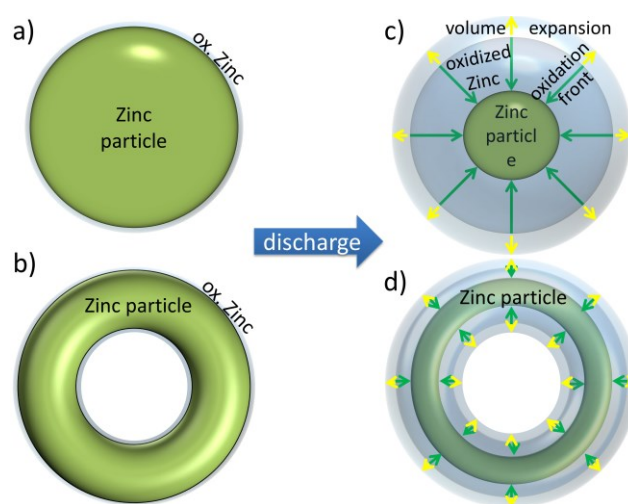 a)
ox. Zinc
Zinc
particle
c)
volume expansion
oxidized
Zinc
oxidation
front
Zinc
particl
e
discharge
b)
ox. Zinc
Zinc particle
d)
Zinc particle